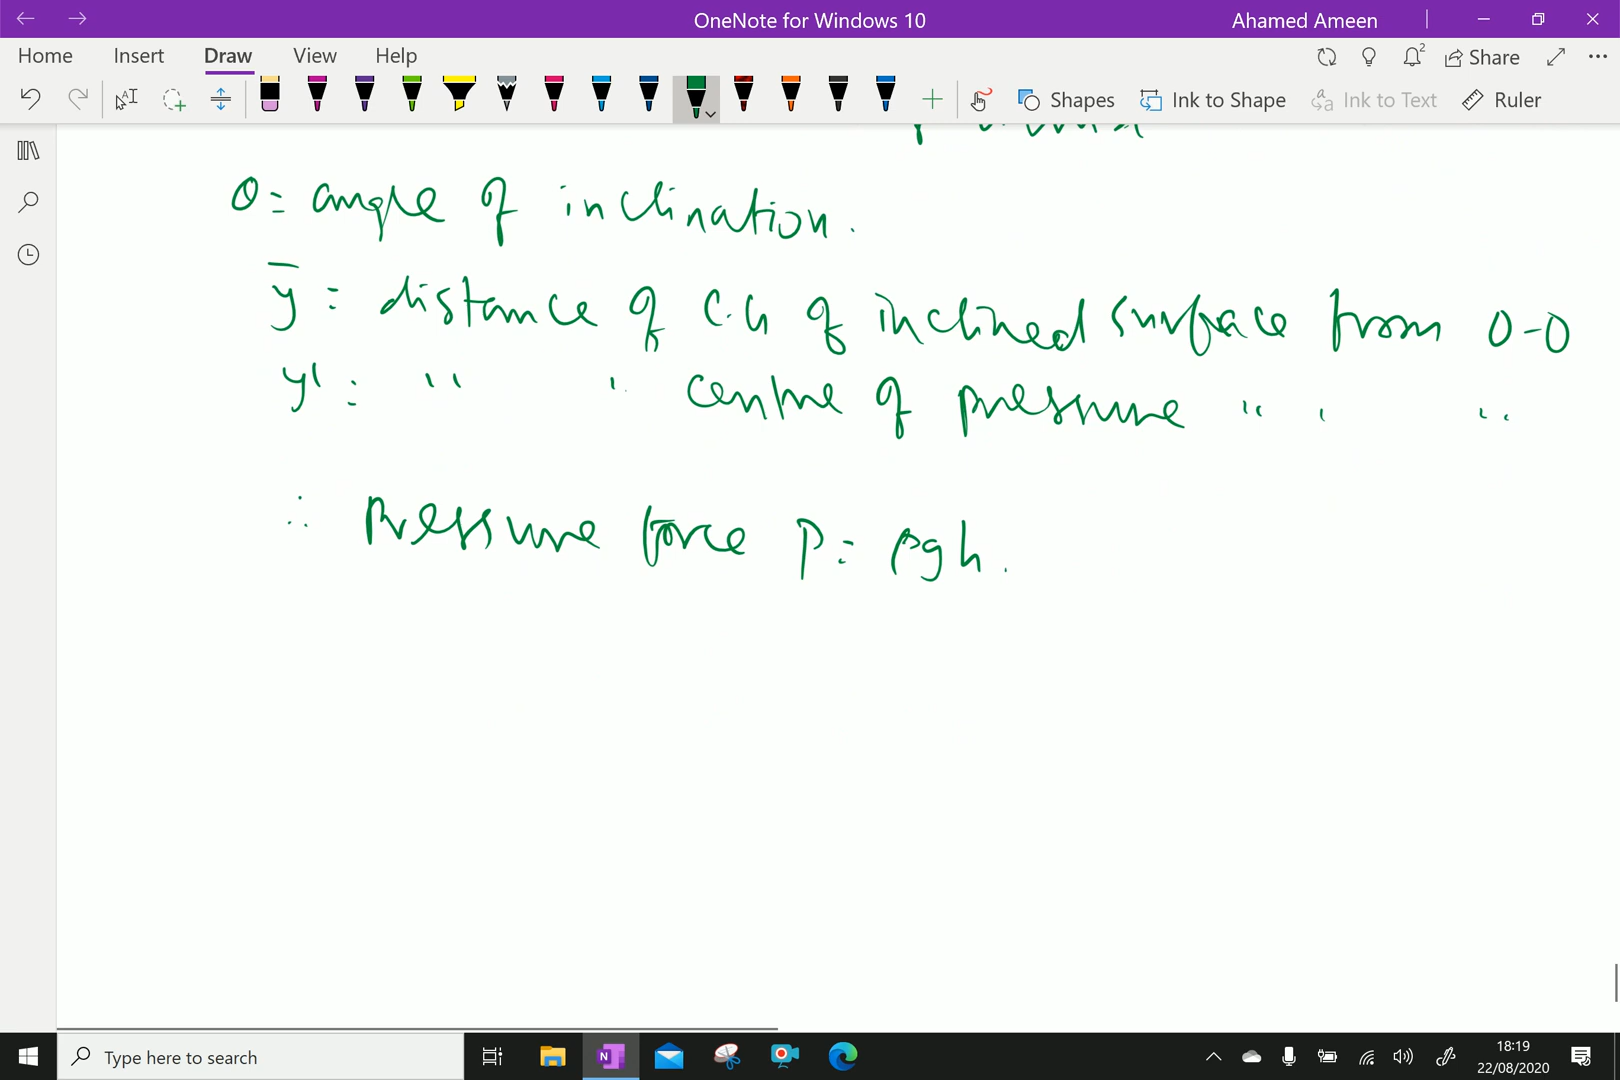 OneNote for Windows 10
Ahamed Ameen
Home Insert Draw View Help
2 Share
Shapes Ink to Shape Ink to Text Ruler
θ = angle of inclination.
ȳ = distance of C.G of inclined surface from O-O
y' = " " centre of pressure " " "
∴ Pressure force P = ρgh.
Type here to search
18:19
22/08/2020